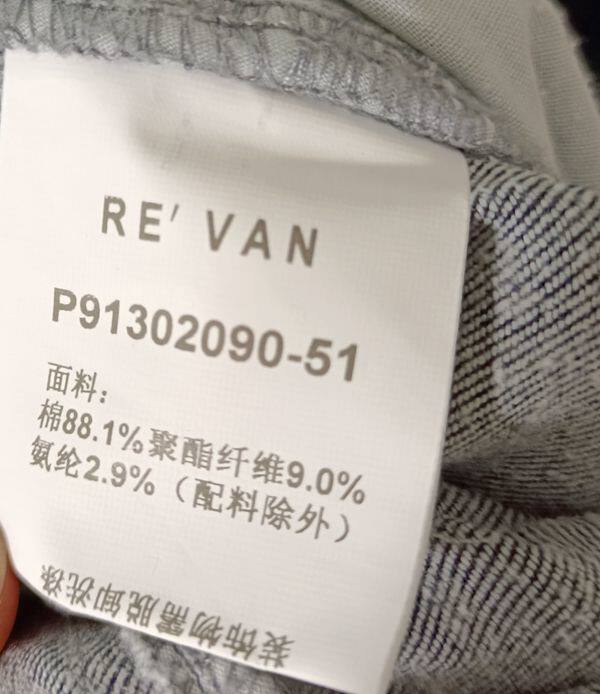 RE' VAN
P91302090-51
面料：
棉88.1%聚酯纤维9.0%
氨纶2.9%（配料除外）
装饰物需脱卸洗涤